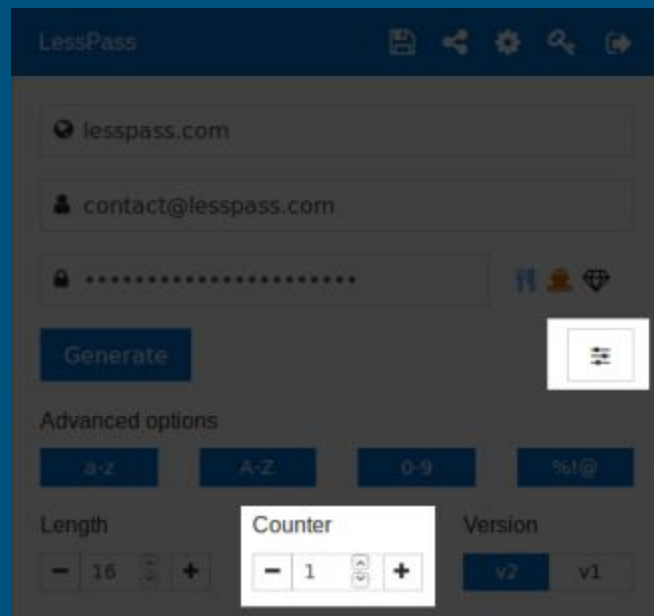 LessPass
lesspass.com
contact@lesspass.com
Generate
Advanced options
a-z A-Z 0-9 %!@
Length Counter Version
16 1 v2 v1